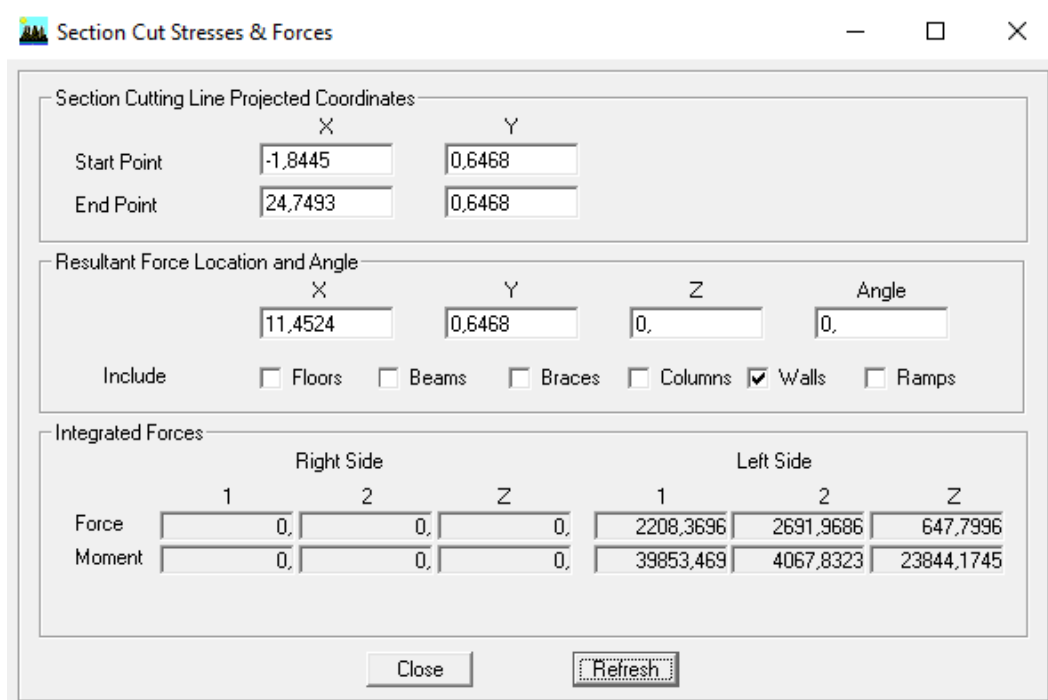 Section Cut Stresses & Forces
Section Cutting Line Projected Coordinates
X Y
Start Point -1,8445 0,6468
End Point 24,7493 0,6468
Resultant Force Location and Angle
X Y Z Angle
11,4524 0,6468 0, 0,
Include Floors Beams Braces Columns Walls Ramps
Integrated Forces
Right Side Left Side
1 2 Z 1 2 Z
Force 0, 0, 0, 2208,3696 2691,9686 647,7996
Moment 0, 0, 0, 39853,469 4067,8323 23844,1745
Close Refresh